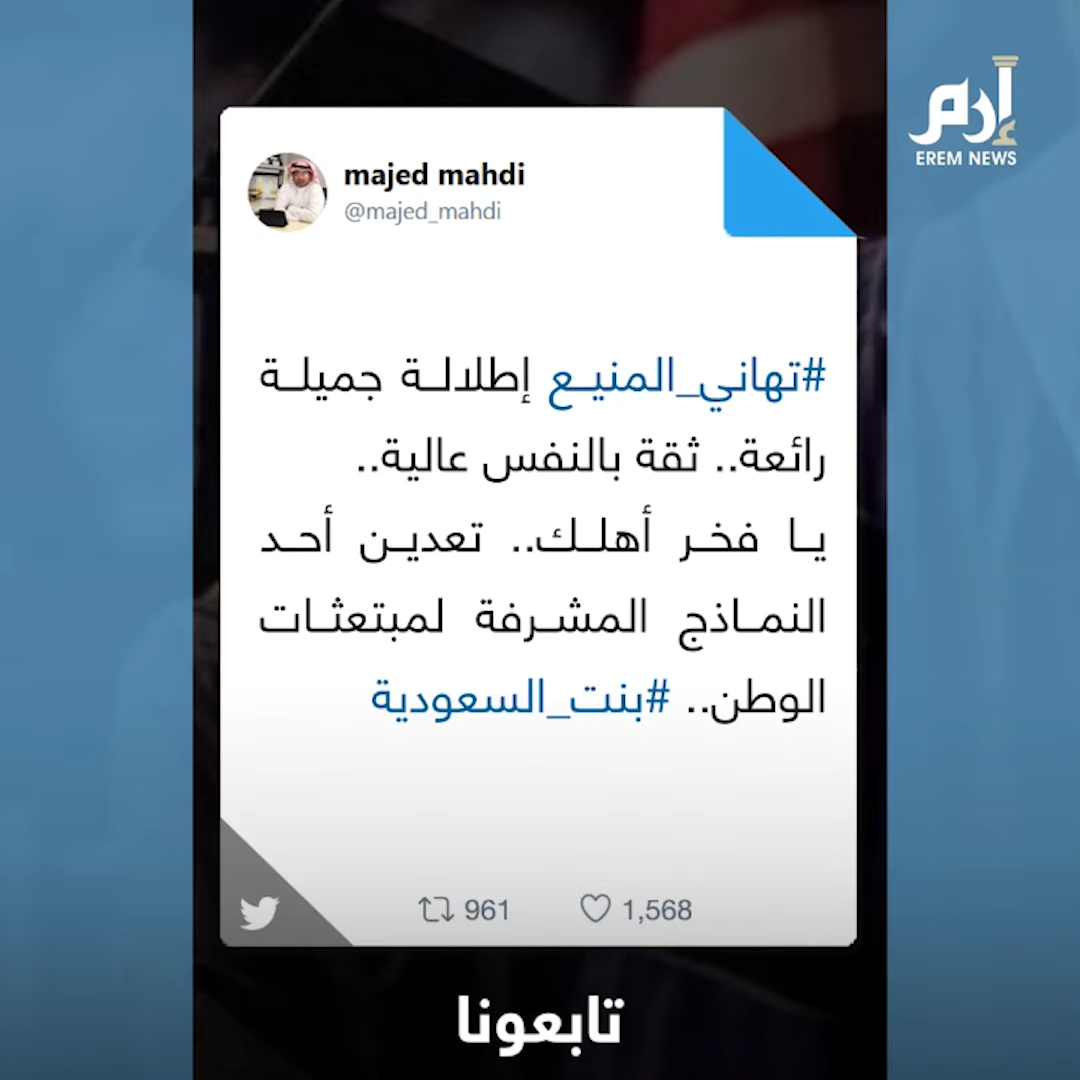 إرم
EREM NEWS
majed mahdi
@majed_mahdi
#تهاني_المنيع إطلالة جميلة
رائعة.. ثقة بالنفس عالية..
يا فخر أهلك.. تعدين أحد
النماذج المشرفة لمبتعثات
الوطن.. #بنت_السعودية
961 1,568
تابعونا